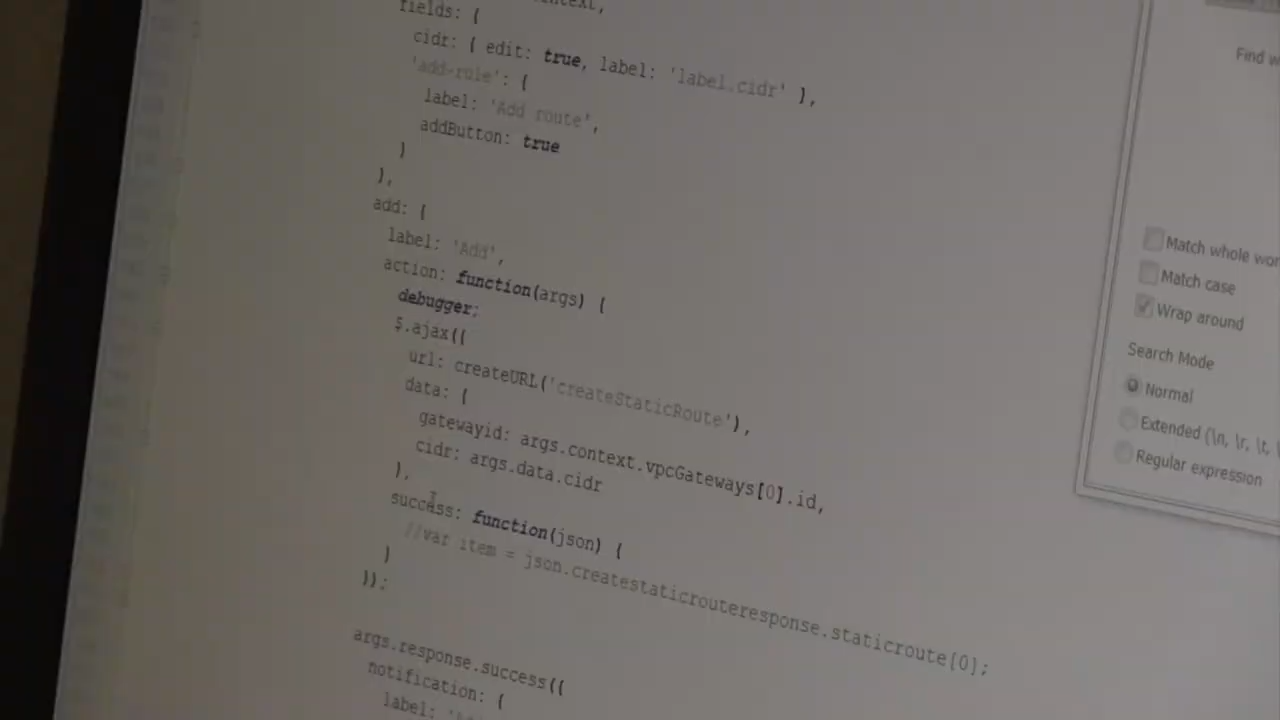 fields: {
cidr: { edit: true, label: 'label.cidr' },
'add-rule': {
label: 'Add route',
addButton: true
}
},
add: {
label: 'Add',
action: function(args) {
debugger;
$.ajax({
url: createURL('createStaticRoute'),
data: {
gatewayid: args.context.vpcGateways[0].id,
cidr: args.data.cidr
},
success: function(json) {
//var item = json.createstaticrouteresponse.staticroute[0];
}
});
args.response.success({
notification: {
label:
Find
Match whole
Match case
Wrap around
Search Mode
Normal
Extended (\n, \r, \t,
Regular expression